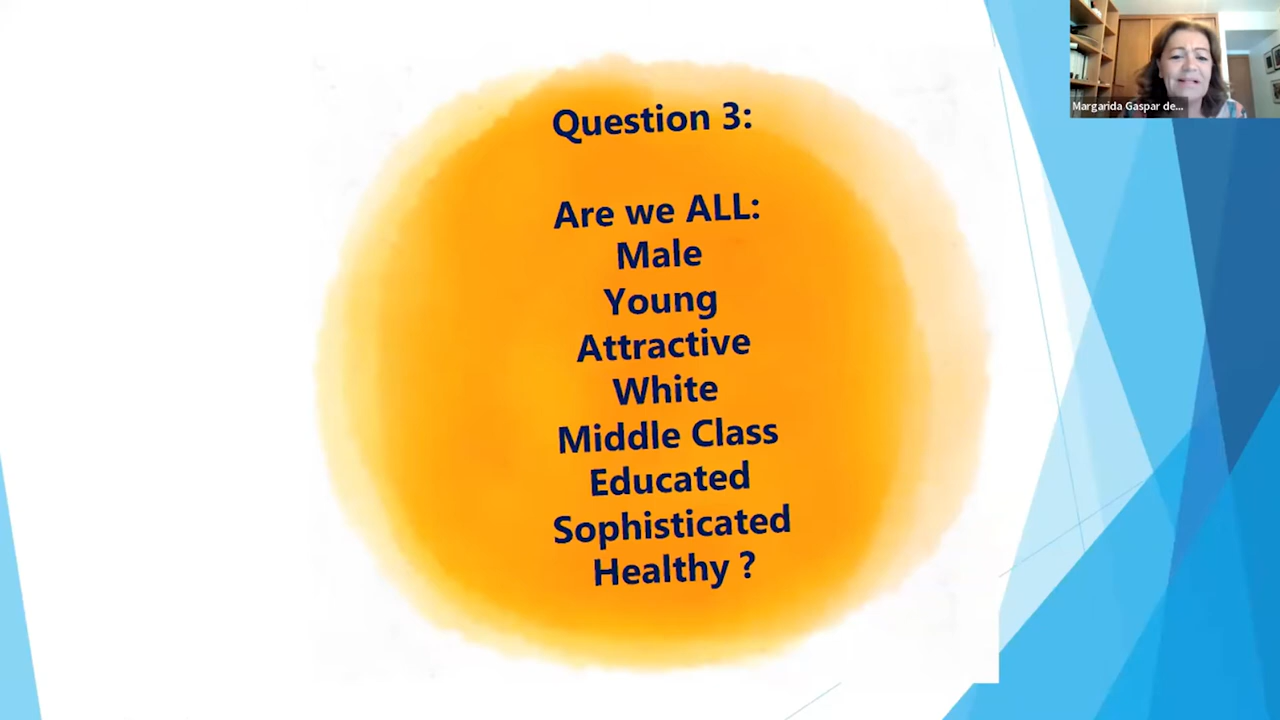 Question 3:
Are we ALL:
Male
Young
Attractive
White
Middle Class
Educated
Sophisticated
Healthy ?
Margarida Gaspar de...